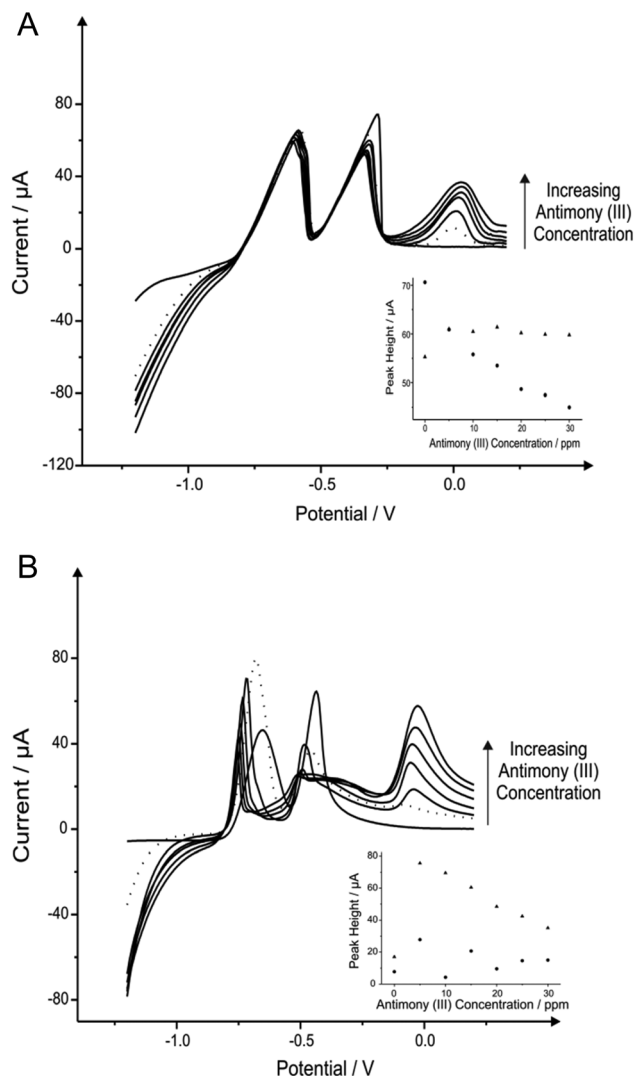 A
Current / μA
80
40
0
-40
-80
-120
-1.0
-0.5
0.0
Potential / V
Increasing
Antimony (III)
Concentration
Peak Height / μA
70
60
50
0
10
20
30
Antimony (III) Concentration / ppm
B
Current / μA
80
40
0
-40
-80
-1.0
-0.5
0.0
Potential / V
Increasing
Antimony (III)
Concentration
Peak Height / μA
80
60
40
20
0
0
10
20
30
Antimony (III) Concentration / ppm